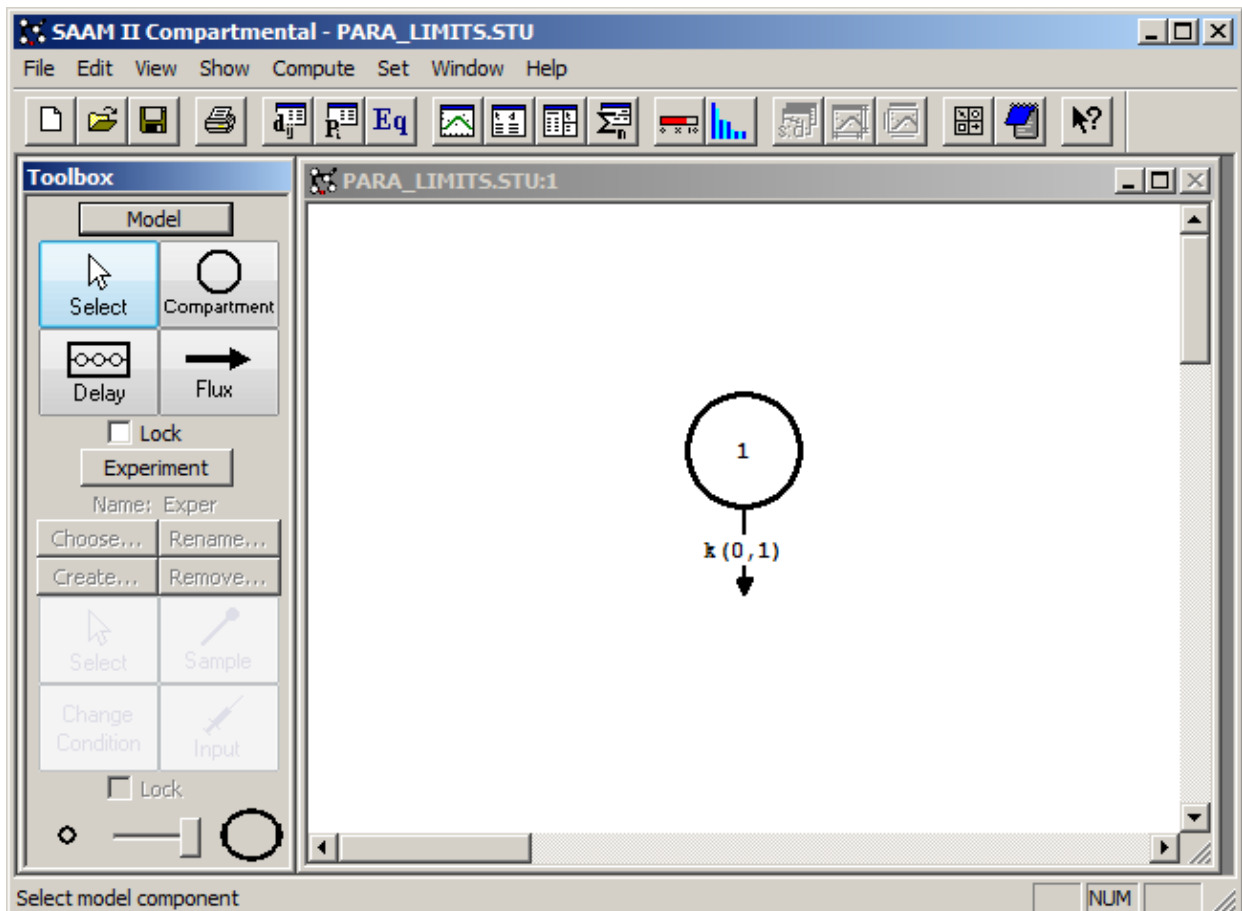 SAAM II Compartmental - PARA_LIMITS.STU
File Edit View Show Compute Set Window Help
Eq
Toolbox
Model
Select Compartment
Delay Flux
Lock
Experiment
Name: Exper
Choose... Rename...
Create... Remove...
Select Sample
Change Condition Input
Lock
PARA_LIMITS.STU:1
1
k(0,1)
Select model component
NUM